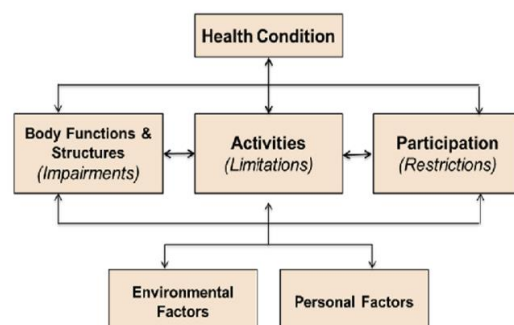 Health Condition
Body Functions &
Structures
(Impairments)
Activities
(Limitations)
Participation
(Restrictions)
Environmental
Factors
Personal Factors